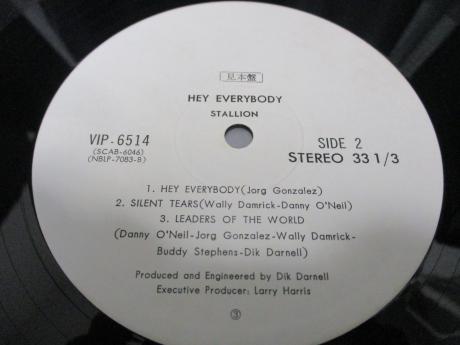 見本盤
HEY EVERYBODY
STALLION
VIP-6514
(SCAB-6046)
(NBLP-7083-B)
SIDE 2
STEREO 33 1/3
1. HEY EVERYBODY(Jorg Gonzalez)
2. SILENT TEARS(Wally Damrick-Danny O'Neil)
3. LEADERS OF THE WORLD
(Danny O'Neil-Jorg Gonzalez-Wally Damrick-
Buddy Stephens-Dik Darnell)
Produced and Engineered by Dik Darnell
Executive Producer: Larry Harris
③